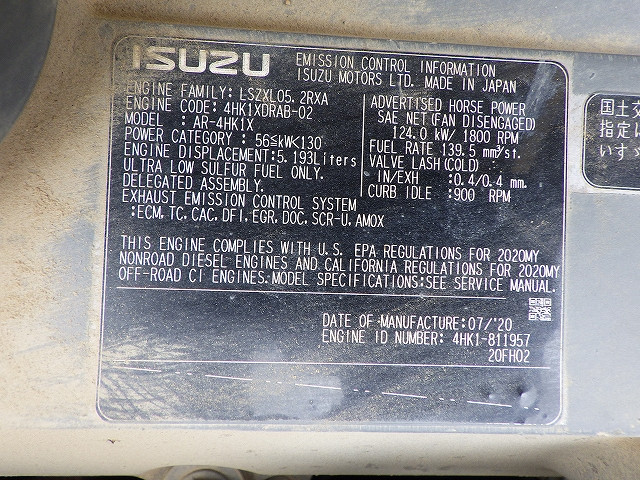 ISUZU
EMISSION CONTROL INFORMATION
ISUZU MOTORS LTD. MADE IN JAPAN
ENGINE FAMILY: LSZXL05.2RXA
ENGINE CODE: 4HK1XDRAB-02
MODEL : AR-4HK1X
POWER CATEGORY : 56≦kW<130
ENGINE DISPLACEMENT:5.193Liters
ULTRA LOW SULFUR FUEL ONLY.
DELEGATED ASSEMBLY.
EXHAUST EMISSION CONTROL SYSTEM
:ECM, TC, CAC, DFI, EGR, DOC, SCR-U, AMOX
ADVERTISED HORSE POWER
SAE NET(FAN DISENGAGED)
124.0 kW/ 1800 RPM
FUEL RATE 139.5 mm³/st.
VALVE LASH(COLD)
IN/EXH :0.4/0.4 mm.
CURB IDLE :900 RPM
THIS ENGINE COMPLIES WITH U.S. EPA REGULATIONS FOR 2020MY
NONROAD DIESEL ENGINES AND CALIFORNIA REGULATIONS FOR 2020MY
OFF-ROAD CI ENGINES. MODEL SPECIFICATIONS:SEE SERVICE MANUAL.
DATE OF MANUFACTURE:07/'20
ENGINE ID NUMBER: 4HK1-811957
20FH02
国土交
指定
いすゞ